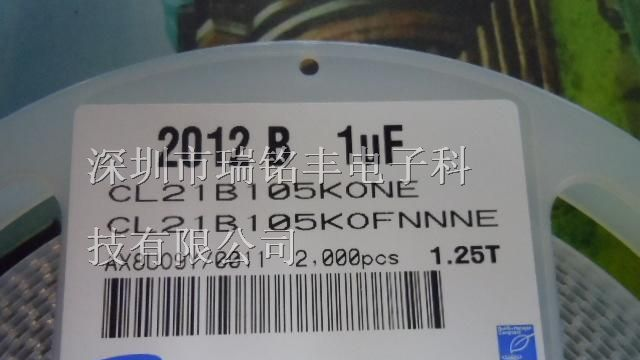 2012 B 1µF
深圳市瑞铭丰电子科
CL21B105KONE
CL21B105KOFNNNE
技有限公司
2,000pcs 1.25T